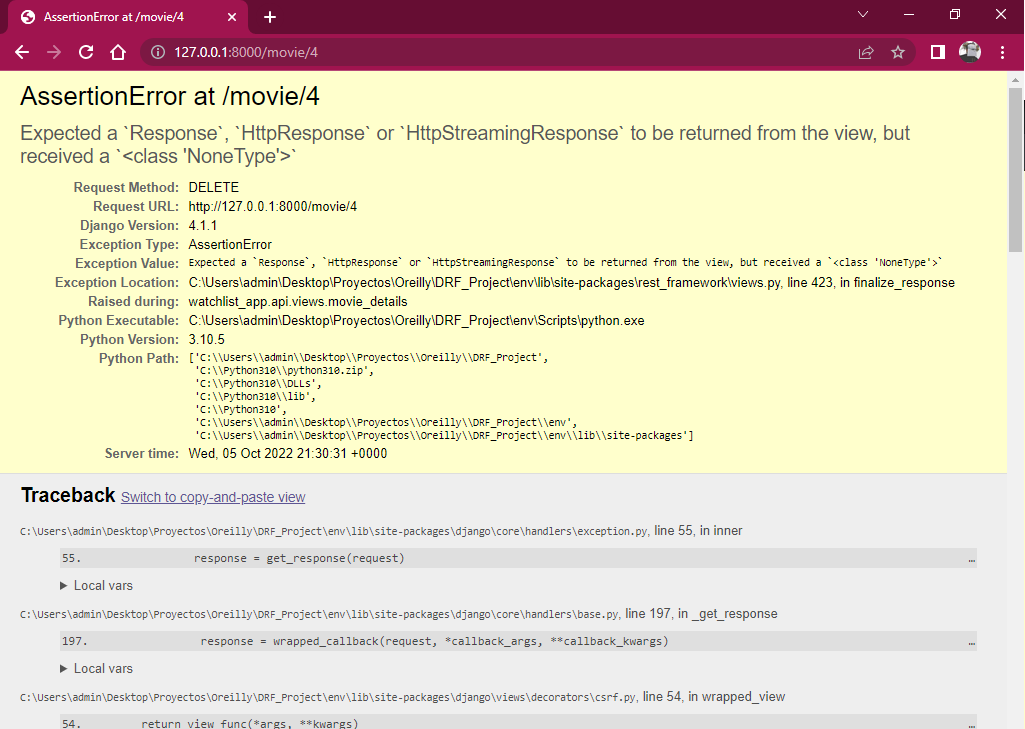 AssertionError at /movie/4
127.0.0.1:8000/movie/4
AssertionError at /movie/4
Expected a `Response`, `HttpResponse` or `HttpStreamingResponse` to be returned from the view, but
received a `<class 'NoneType'>`
Request Method: DELETE
Request URL: http://127.0.0.1:8000/movie/4
Django Version: 4.1.1
Exception Type: AssertionError
Exception Value: Expected a `Response`, `HttpResponse` or `HttpStreamingResponse` to be returned from the view, but received a `<class 'NoneType'>`
Exception Location: C:\Users\admin\Desktop\Proyectos\Oreilly\DRF_Project\env\lib\site-packages\rest_framework\views.py, line 423, in finalize_response
Raised during: watchlist_app.api.views.movie_details
Python Executable: C:\Users\admin\Desktop\Proyectos\Oreilly\DRF_Project\env\Scripts\python.exe
Python Version: 3.10.5
Python Path: ['C:\\Users\\admin\\Desktop\\Proyectos\\Oreilly\\DRF_Project',
'C:\\Python310\\python310.zip',
'C:\\Python310\\DLLs',
'C:\\Python310\\lib',
'C:\\Python310',
'C:\\Users\\admin\\Desktop\\Proyectos\\Oreilly\\DRF_Project\\env',
'C:\\Users\\admin\\Desktop\\Proyectos\\Oreilly\\DRF_Project\\env\\lib\\site-packages']
Server time: Wed, 05 Oct 2022 21:30:31 +0000
Traceback Switch to copy-and-paste view
C:\Users\admin\Desktop\Proyectos\Oreilly\DRF_Project\env\lib\site-packages\django\core\handlers\exception.py, line 55, in inner
55. response = get_response(request) …
Local vars
C:\Users\admin\Desktop\Proyectos\Oreilly\DRF_Project\env\lib\site-packages\django\core\handlers\base.py, line 197, in _get_response
197. response = wrapped_callback(request, *callback_args, **callback_kwargs) …
Local vars
C:\Users\admin\Desktop\Proyectos\Oreilly\DRF_Project\env\lib\site-packages\django\views\decorators\csrf.py, line 54, in wrapped_view
54. return view_func(*args, **kwargs) …